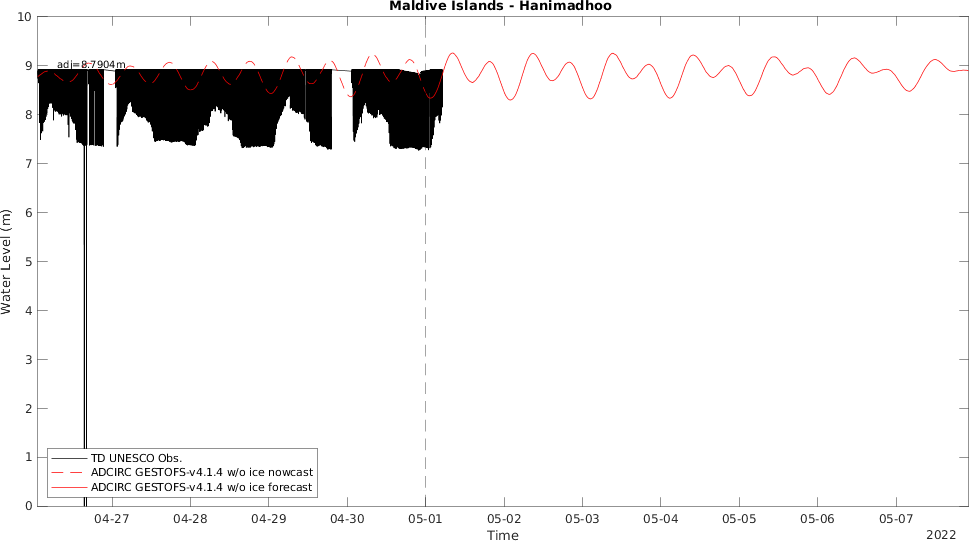 Maldive Islands - Hanimadhoo
10
9
8
7
6
5
4
3
2
1
0
Water Level (m)
adj=8.7904m
TD UNESCO Obs.
ADCIRC GESTOFS-v4.1.4 w/o ice nowcast
ADCIRC GESTOFS-v4.1.4 w/o ice forecast
04-27 04-28 04-29 04-30 05-01 05-02 05-03 05-04 05-05 05-06 05-07
Time
2022